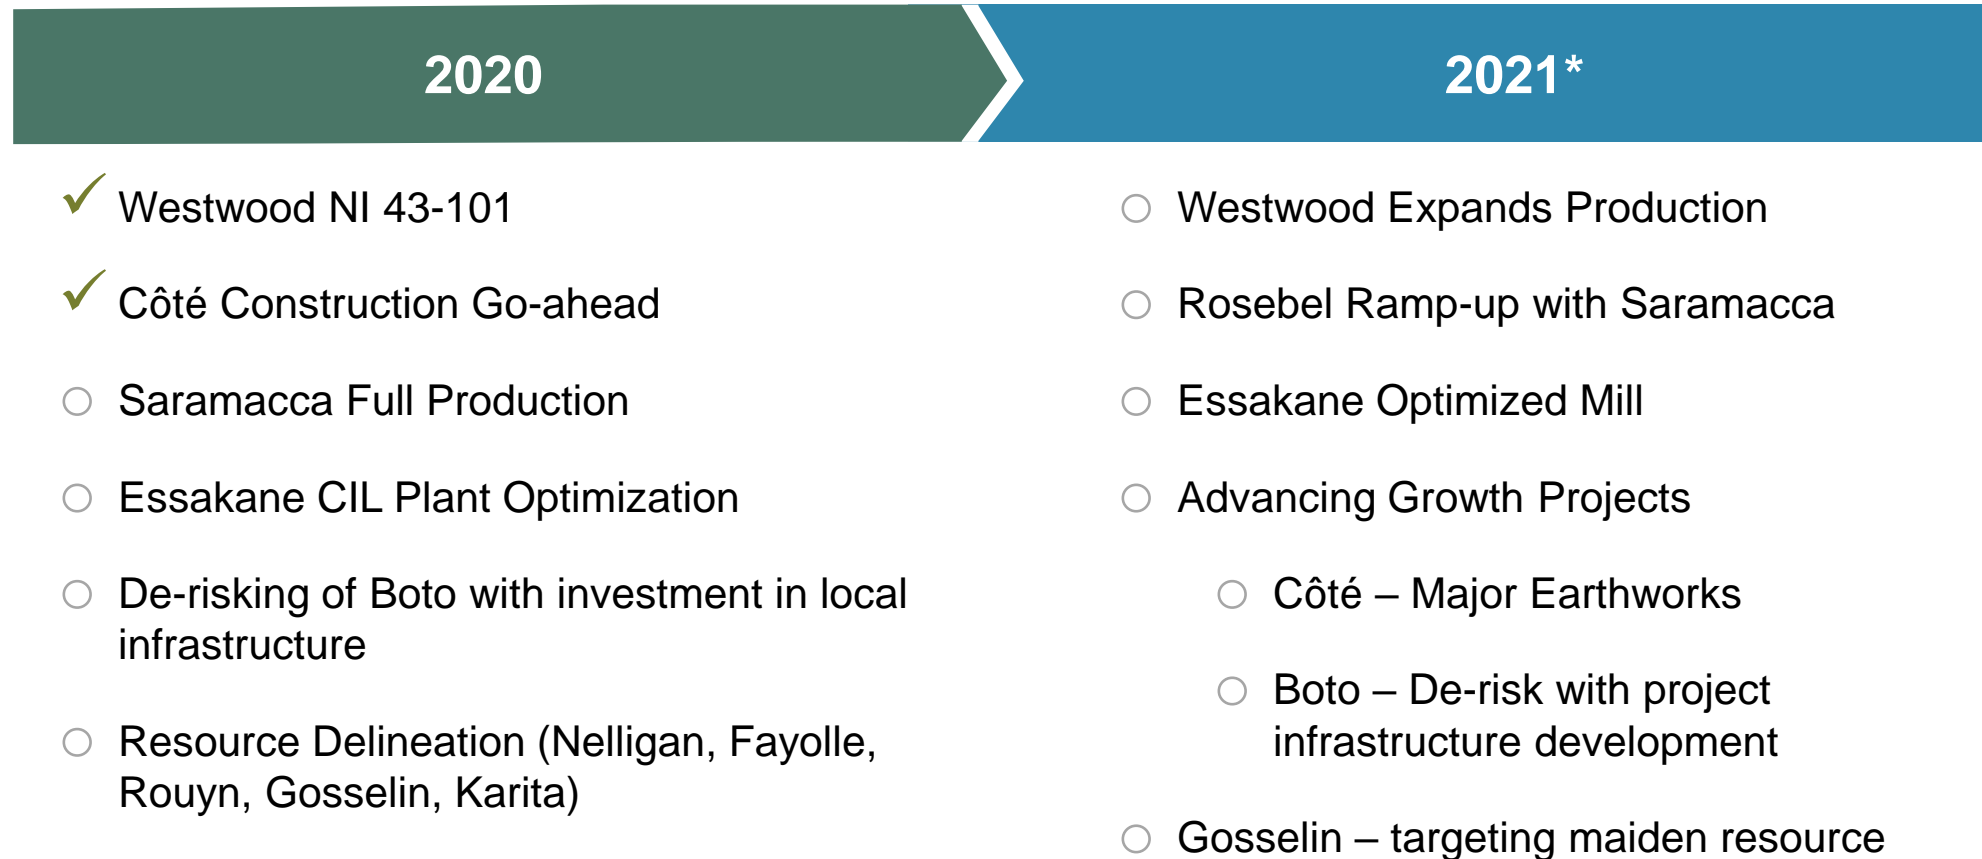 2020
Westwood NI 43-101
Côté Construction Go-ahead
Saramacca Full Production
Essakane CIL Plant Optimization
De-risking of Boto with investment in local
infrastructure
Resource Delineation (Nelligan, Fayolle,
Rouyn, Gosselin, Karita)
2021*
Westwood Expands Production
Rosebel Ramp-up with Saramacca
Essakane Optimized Mill
Advancing Growth Projects
Côté – Major Earthworks
Boto – De-risk with project
infrastructure development
Gosselin – targeting maiden resource